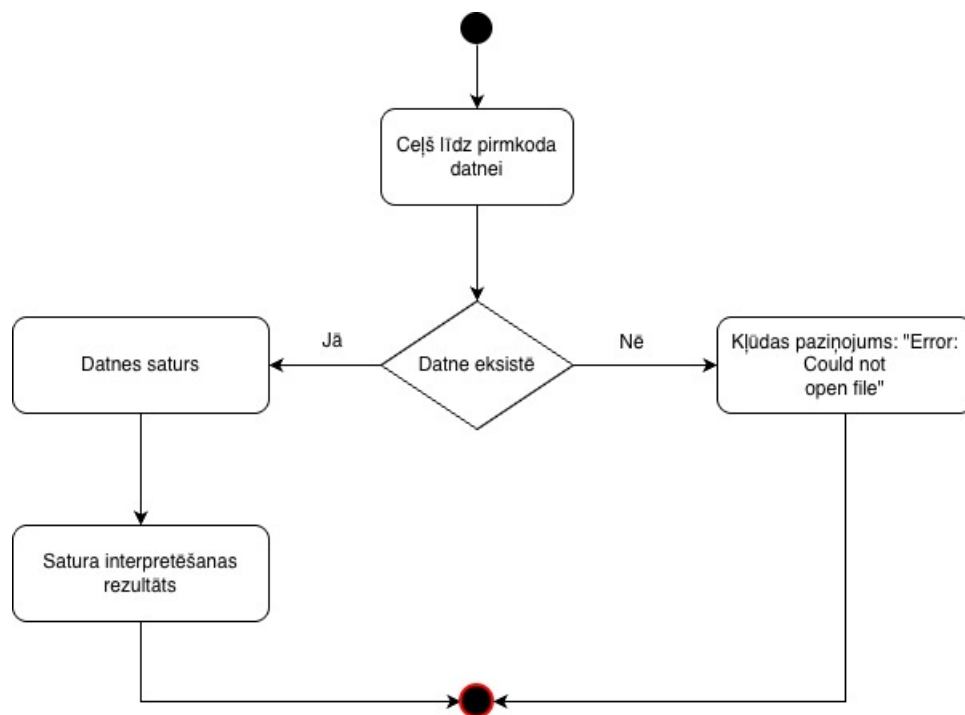 Ceļš līdz pirmkoda
datnei
Jā
Datne eksistē
Nē
Datnes saturs
Kļūdas paziņojums: "Error:
Could not
open file"
Satura interpretēšanas
rezultāts